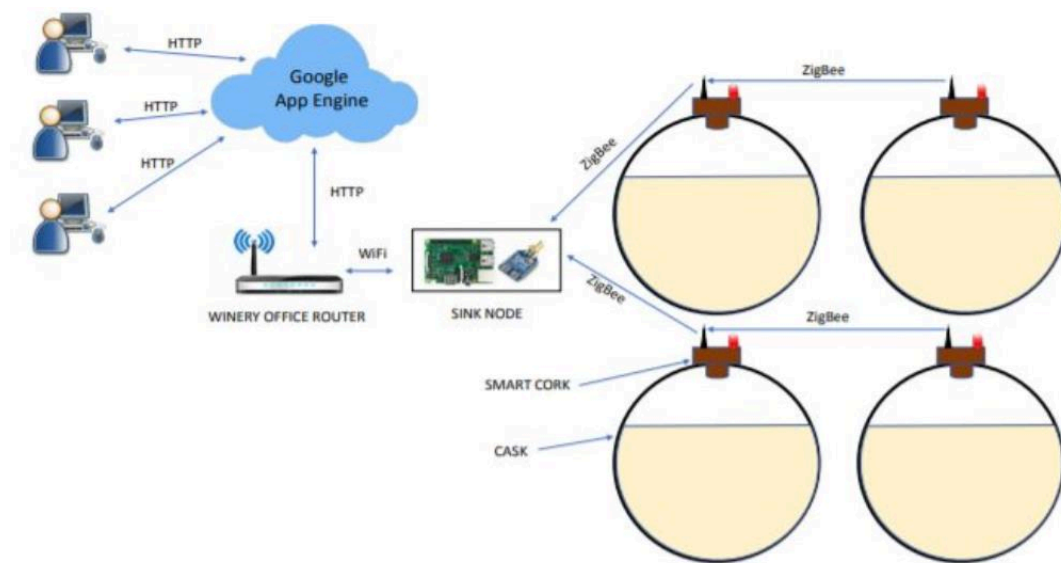 HTTP
HTTP
HTTP
Google
App Engine
HTTP
WiFi
WINERY OFFICE ROUTER
SINK NODE
ZigBee
ZigBee
ZigBee
ZigBee
SMART CORK
CASK